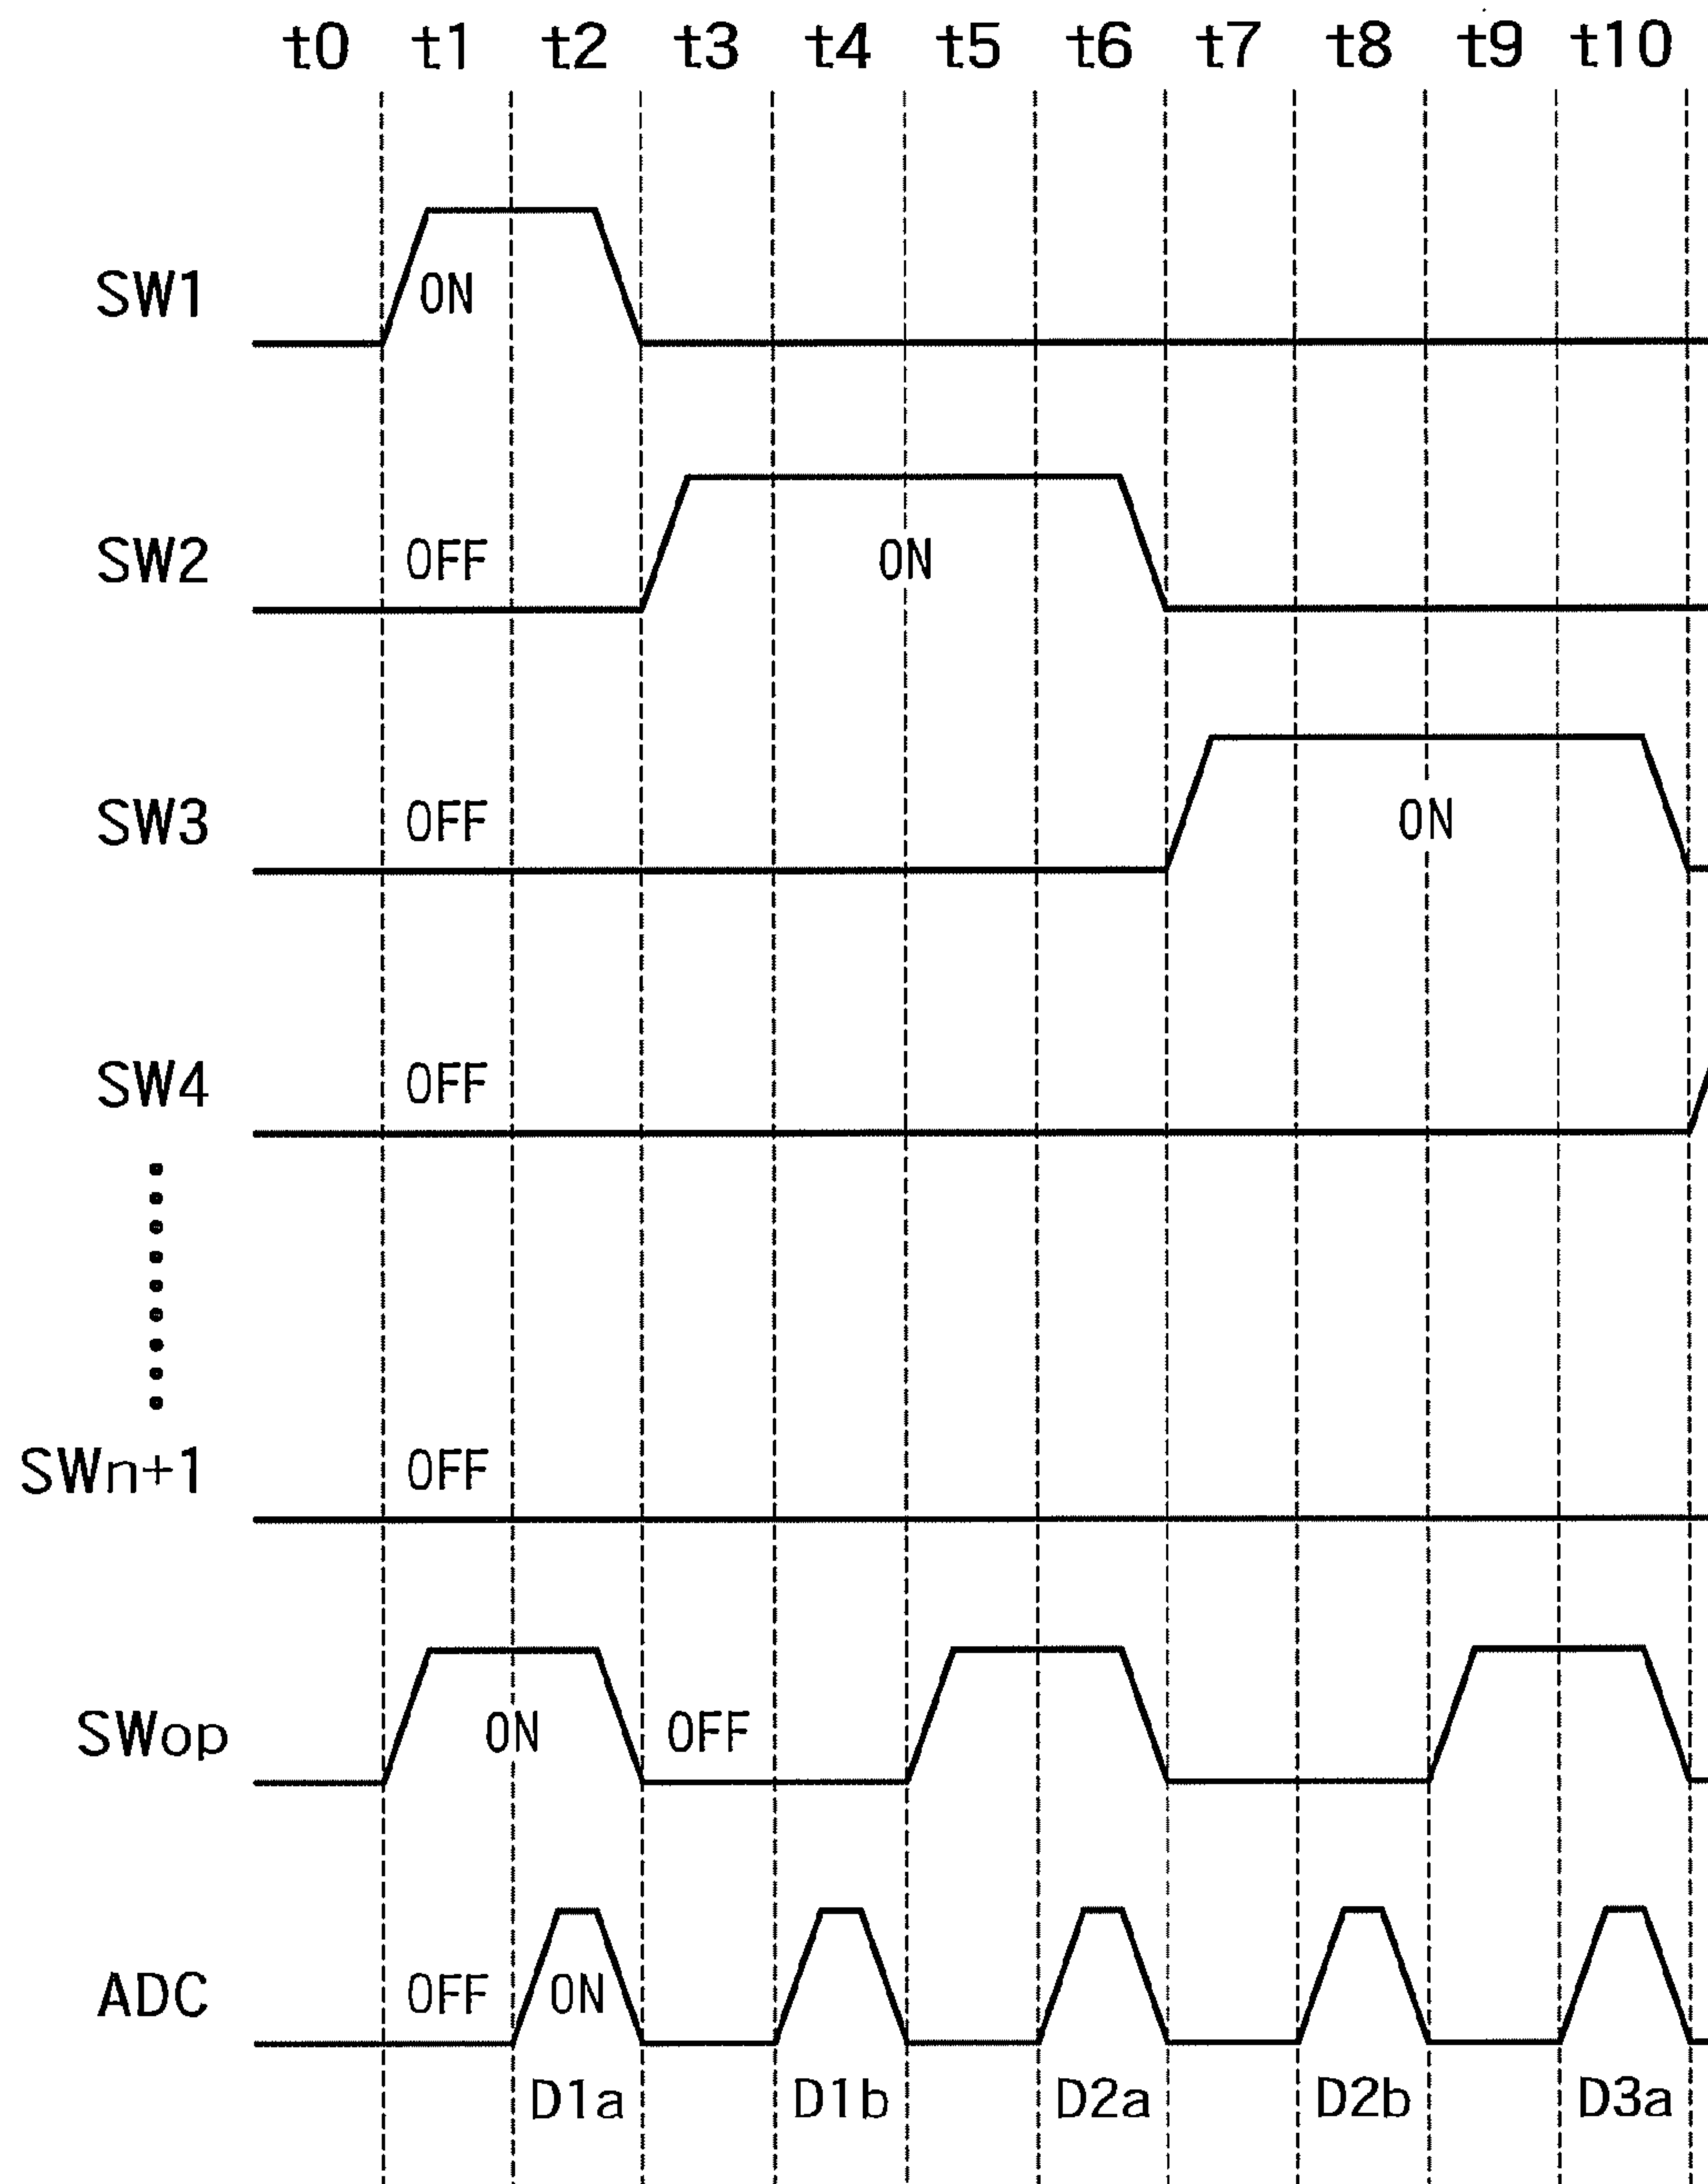 t0 t1 t2 t3 t4 t5 t6 t7 t8 t9 t10
SW1 ON
SW2 OFF ON
SW3 OFF ON
SW4 OFF
SWn+1 OFF
SWop ON OFF
ADC OFF ON
D1a D1b D2a D2b D3a